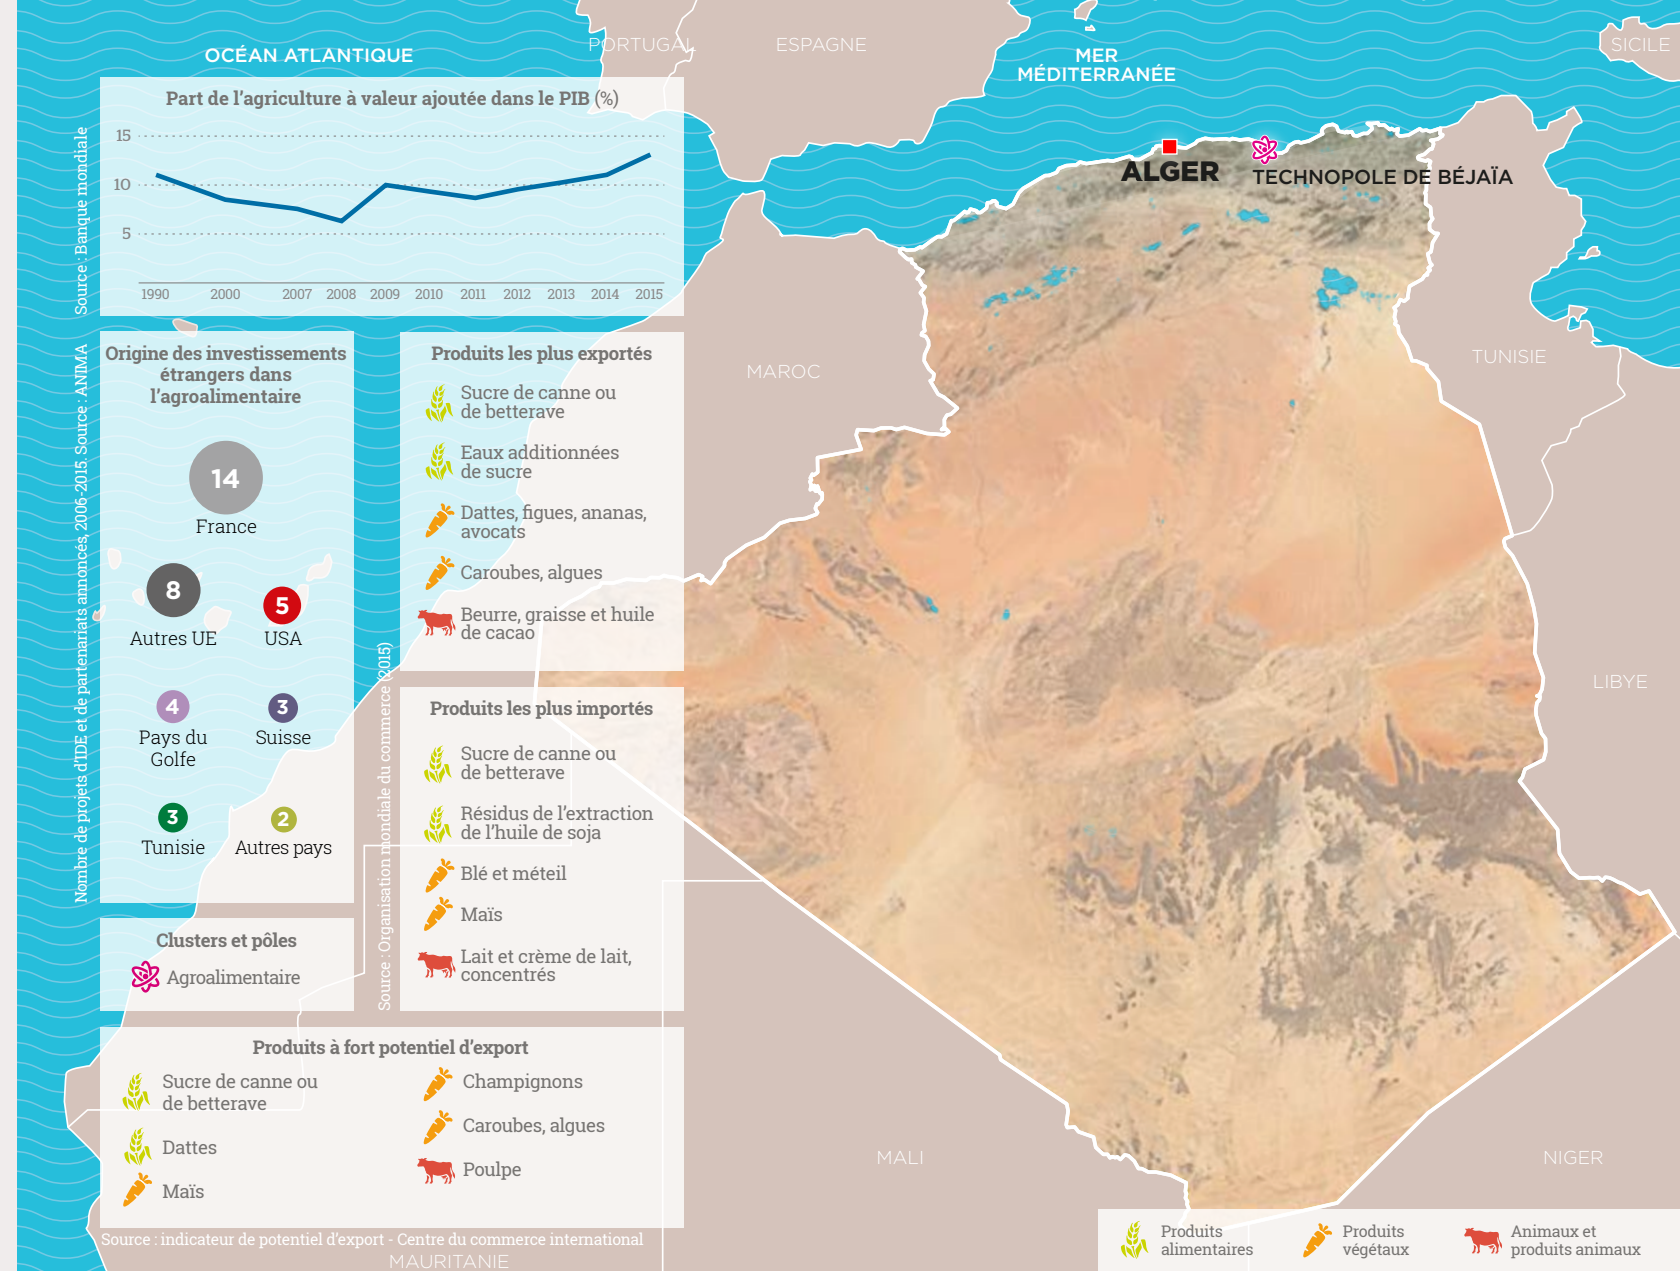 OCÉAN ATLANTIQUE
PORTUGAL
ESPAGNE
MER
MÉDITERRANÉE
SICILE
Part de l’agriculture à valeur ajoutée dans le PIB (%)
15
10
5
1990 2000 2007 2008 2009 2010 2011 2012 2013 2014 2015
Source : Banque mondiale
ALGER
TECHNOPOLE DE BÉJAÏA
MAROC
TUNISIE
LIBYE
MALI
NIGER
MAURITANIE
Origine des investissements
étrangers dans
l’agroalimentaire
14
France
8
Autres UE
5
USA
4
Pays du
Golfe
3
Suisse
3
Tunisie
2
Autres pays
Nombre de projets d’IDE et de partenariats annoncés, 2006-2015. Source : ANIMA
Produits les plus exportés
Sucre de canne ou
de betterave
Eaux additionnées
de sucre
Dattes, figues, ananas,
avocats
Caroubes, algues
Beurre, graisse et huile
de cacao
Produits les plus importés
Sucre de canne ou
de betterave
Résidus de l’extraction
de l’huile de soja
Blé et méteil
Maïs
Lait et crème de lait,
concentrés
Source : Organisation mondiale du commerce (2015)
Clusters et pôles
Agroalimentaire
Produits à fort potentiel d’export
Sucre de canne ou
de betterave
Dattes
Maïs
Champignons
Caroubes, algues
Poulpe
Source : indicateur de potentiel d’export - Centre du commerce international
Produits
alimentaires
Produits
végétaux
Animaux et
produits animaux